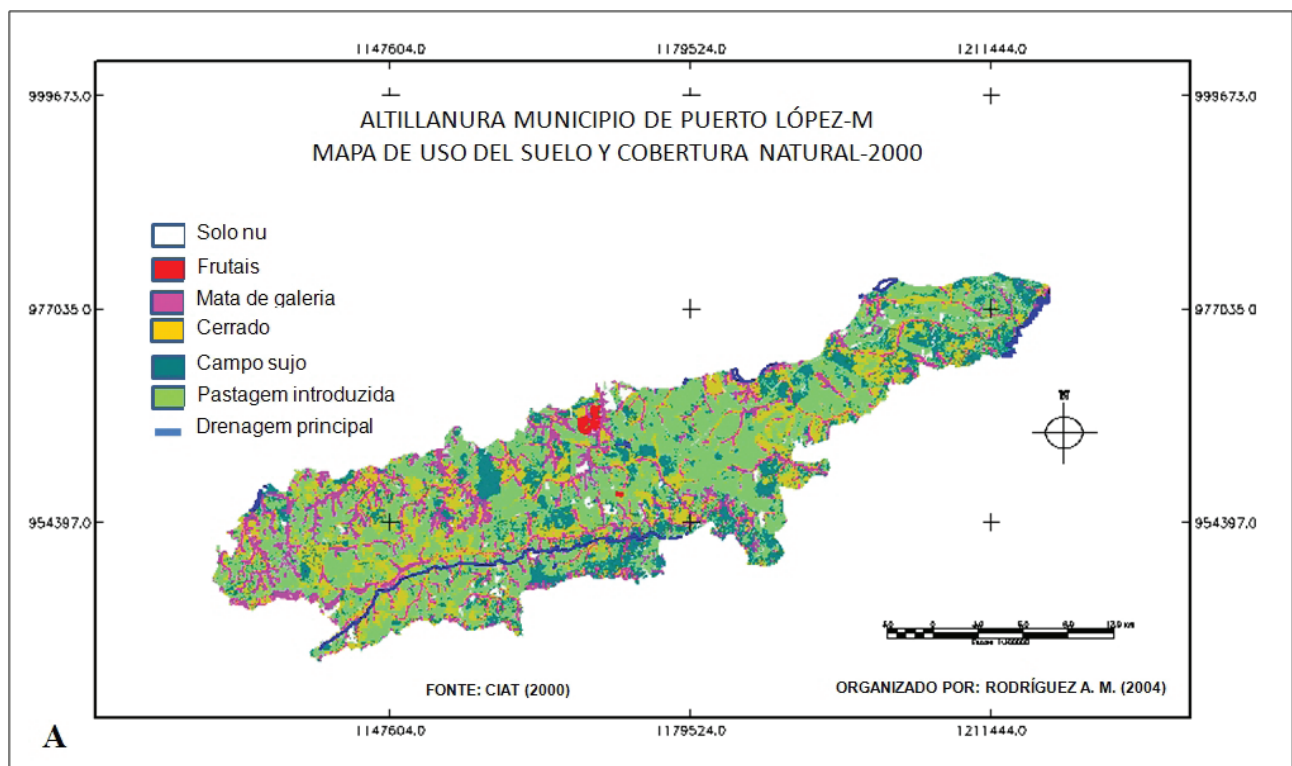 1147604.0 1179524.0 1211444.0
999673.0 999673.0
ALTILLANURA MUNICIPIO DE PUERTO LÓPEZ-M
MAPA DE USO DEL SUELO Y COBERTURA NATURAL-2000
Solo nu
Frutais
Mata de galeria
Cerrado
Campo sujo
Pastagem introduzida
Drenagem principal
977035.0 977035.0
N
954397.0 954397.0
FONTE: CIAT (2000)
ORGANIZADO POR: RODRÍGUEZ A. M. (2004)
A
1147604.0 1179524.0 1211444.0